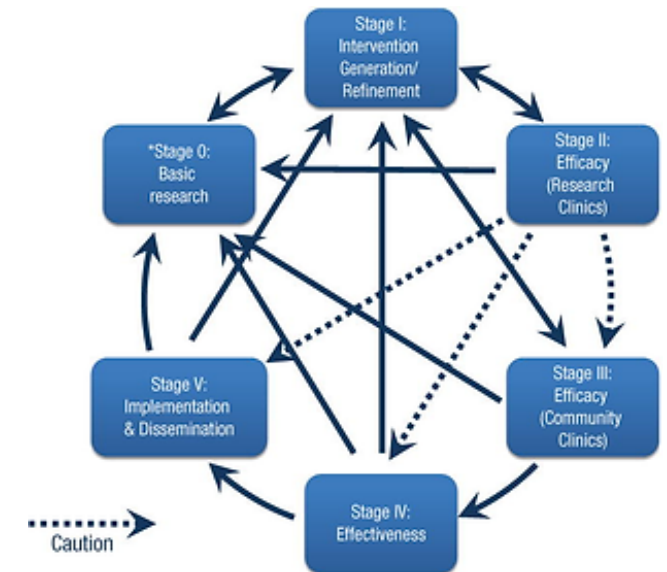 Stage I:
Intervention
Generation/
Refinement
*Stage 0:
Basic
research
Stage II:
Efficacy
(Research
Clinics)
Stage V:
Implementation
& Dissemination
Stage III:
Efficacy
(Community
Clinics)
Stage IV:
Effectiveness
Caution